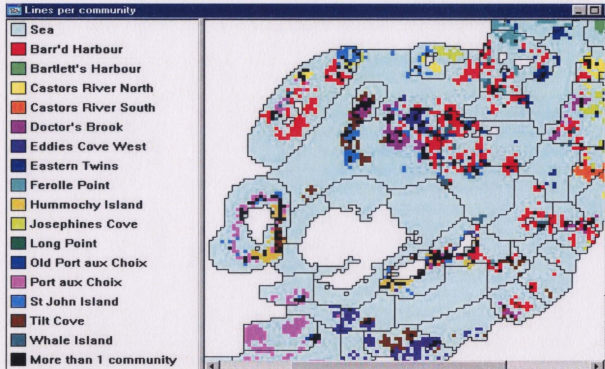 Lines per community
Sea
Barr'd Harbour
Bartlett's Harbour
Castors River North
Castors River South
Doctor's Brook
Eddies Cove West
Eastern Twins
Ferolle Point
Hummochy Island
Josephines Cove
Long Point
Old Port aux Choix
Port aux Choix
St John Island
Tilt Cove
Whale Island
More than 1 community